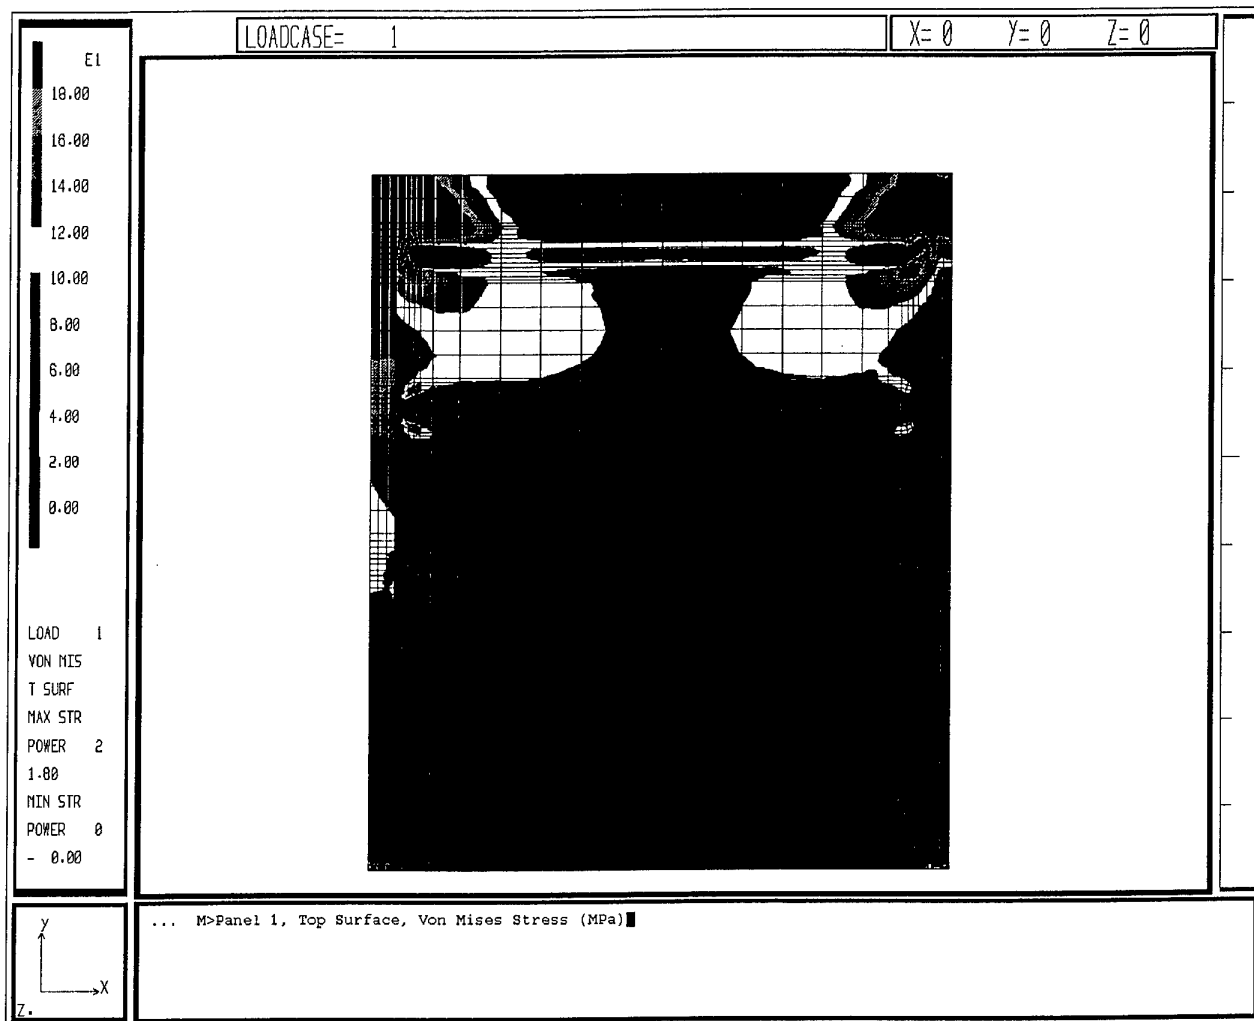 LOADCASE= 1
X= 0 Y= 0 Z= 0
E1
18.00
16.00
14.00
12.00
10.00
8.00
6.00
4.00
2.00
0.00
LOAD 1
VON MIS
T SURF
MAX STR
POWER 2
1.80
MIN STR
POWER 0
- 0.00
... M>Panel 1, Top Surface, Von Mises Stress (MPa)
y
X
Z.